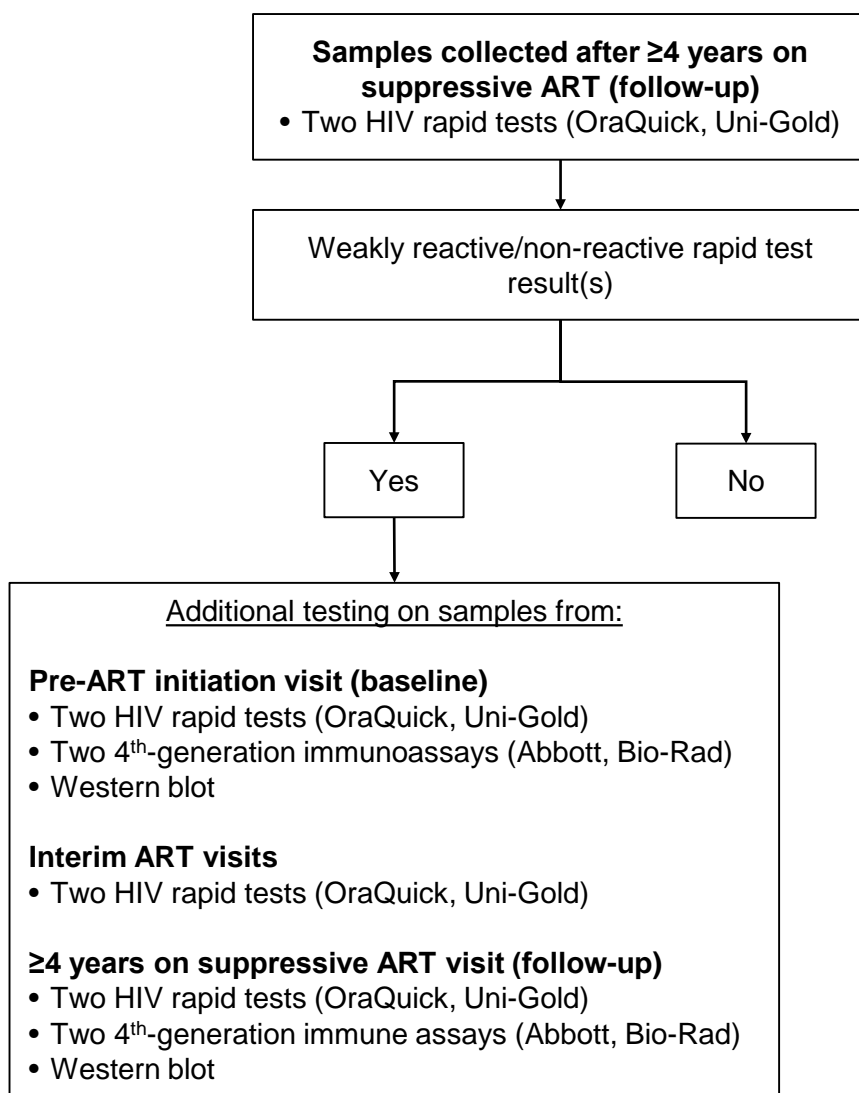 Samples collected after ≥4 years on
suppressive ART (follow-up)
• Two HIV rapid tests (OraQuick, Uni-Gold)
Weakly reactive/non-reactive rapid test
result(s)
Yes
No
Additional testing on samples from:
Pre-ART initiation visit (baseline)
• Two HIV rapid tests (OraQuick, Uni-Gold)
• Two 4th-generation immunoassays (Abbott, Bio-Rad)
• Western blot
Interim ART visits
• Two HIV rapid tests (OraQuick, Uni-Gold)
≥4 years on suppressive ART visit (follow-up)
• Two HIV rapid tests (OraQuick, Uni-Gold)
• Two 4th-generation immune assays (Abbott, Bio-Rad)
• Western blot